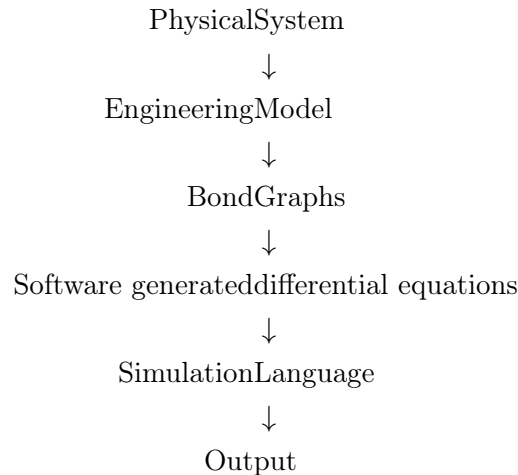 PhysicalSystem
↓
EngineeringModel
↓
BondGraphs
↓
Software generateddifferential equations
↓
SimulationLanguage
↓
Output